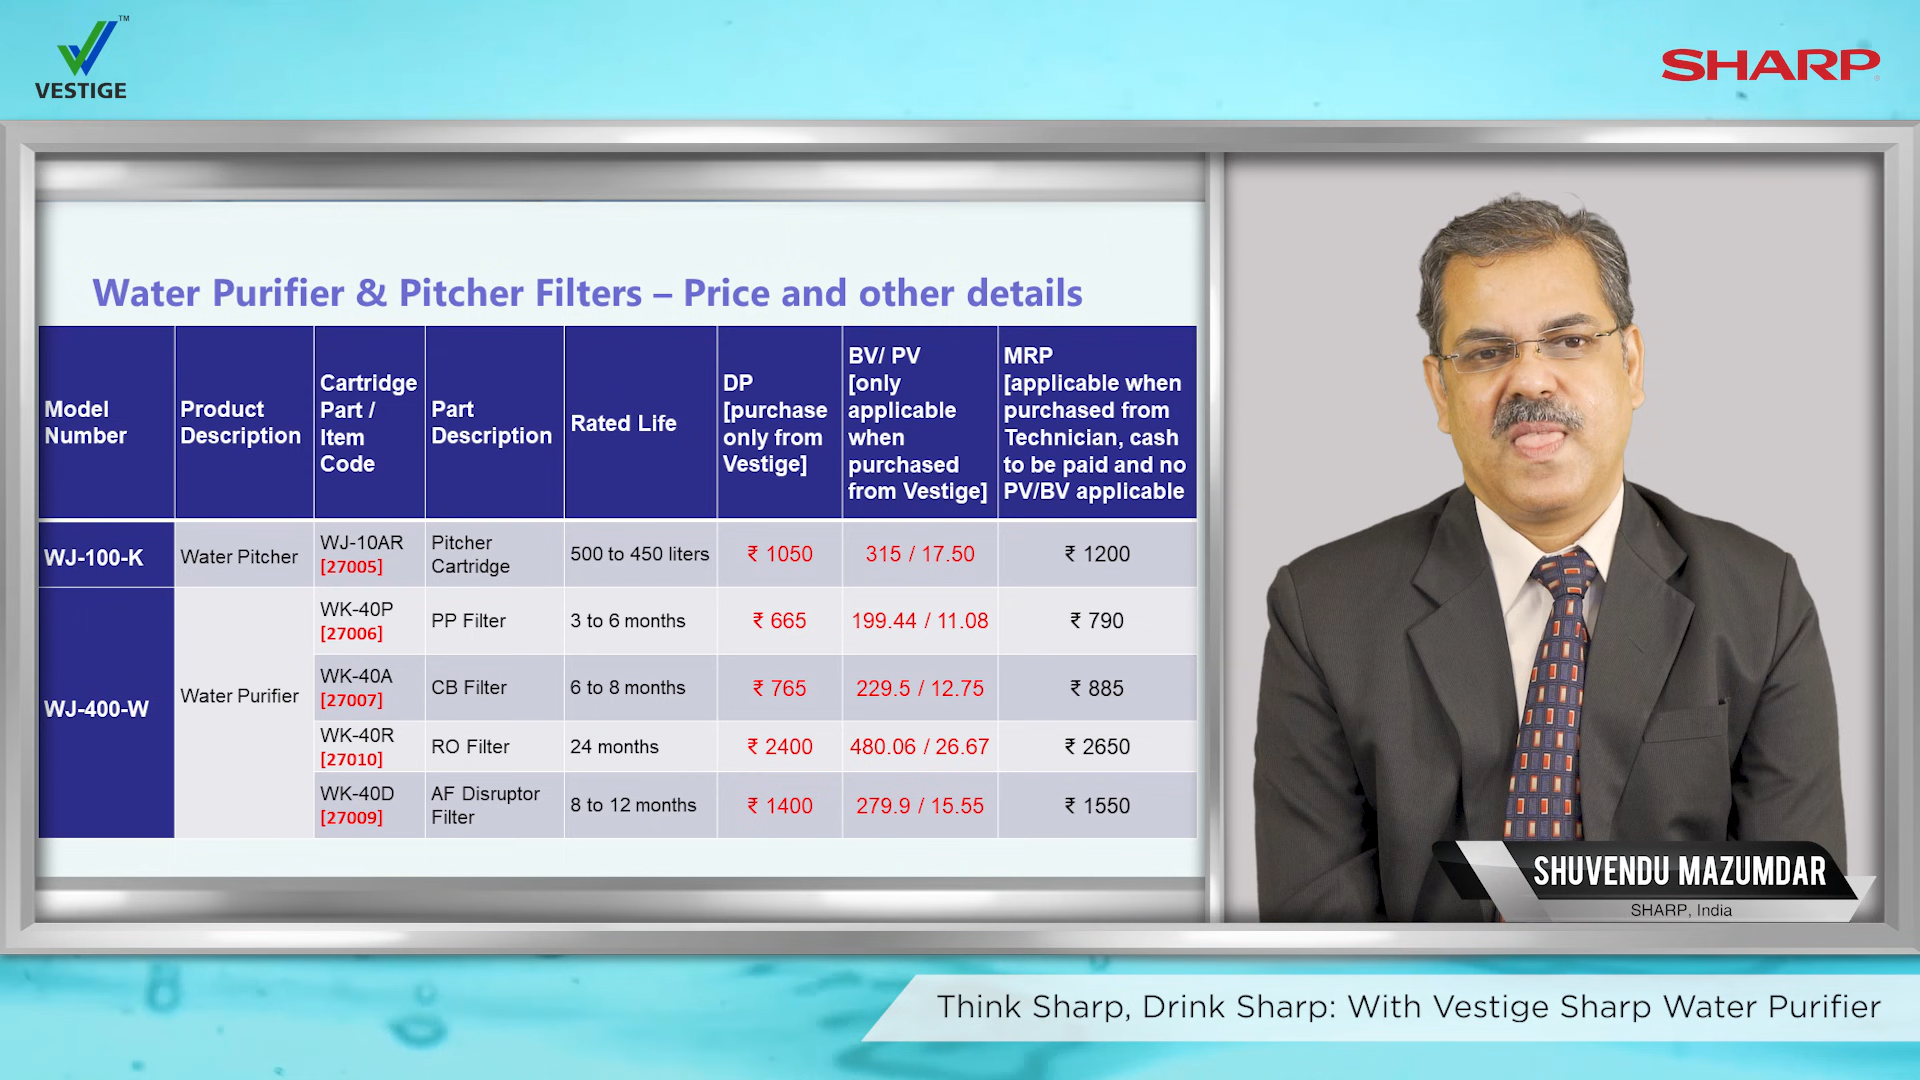 VESTIGE
TM
SHARP
Water Purifier & Pitcher Filters – Price and other details
Model
Number
Product
Description
Cartridge
Part /
Item
Code
Part
Description
Rated Life
DP
[purchase
only from
Vestige]
BV/ PV
[only
applicable
when
purchased
from Vestige]
MRP
[applicable when
purchased from
Technician, cash
to be paid and no
PV/BV applicable
WJ-100-K
Water Pitcher
WJ-10AR
[27005]
Pitcher
Cartridge
500 to 450 liters
₹ 1050
315 / 17.50
₹ 1200
WJ-400-W
Water Purifier
WK-40P
[27006]
PP Filter
3 to 6 months
₹ 665
199.44 / 11.08
₹ 790
WK-40A
[27007]
CB Filter
6 to 8 months
₹ 765
229.5 / 12.75
₹ 885
WK-40R
[27010]
RO Filter
24 months
₹ 2400
480.06 / 26.67
₹ 2650
WK-40D
[27009]
AF Disruptor
Filter
8 to 12 months
₹ 1400
279.9 / 15.55
₹ 1550
SHUVENDU MAZUMDAR
SHARP, India
Think Sharp, Drink Sharp: With Vestige Sharp Water Purifier